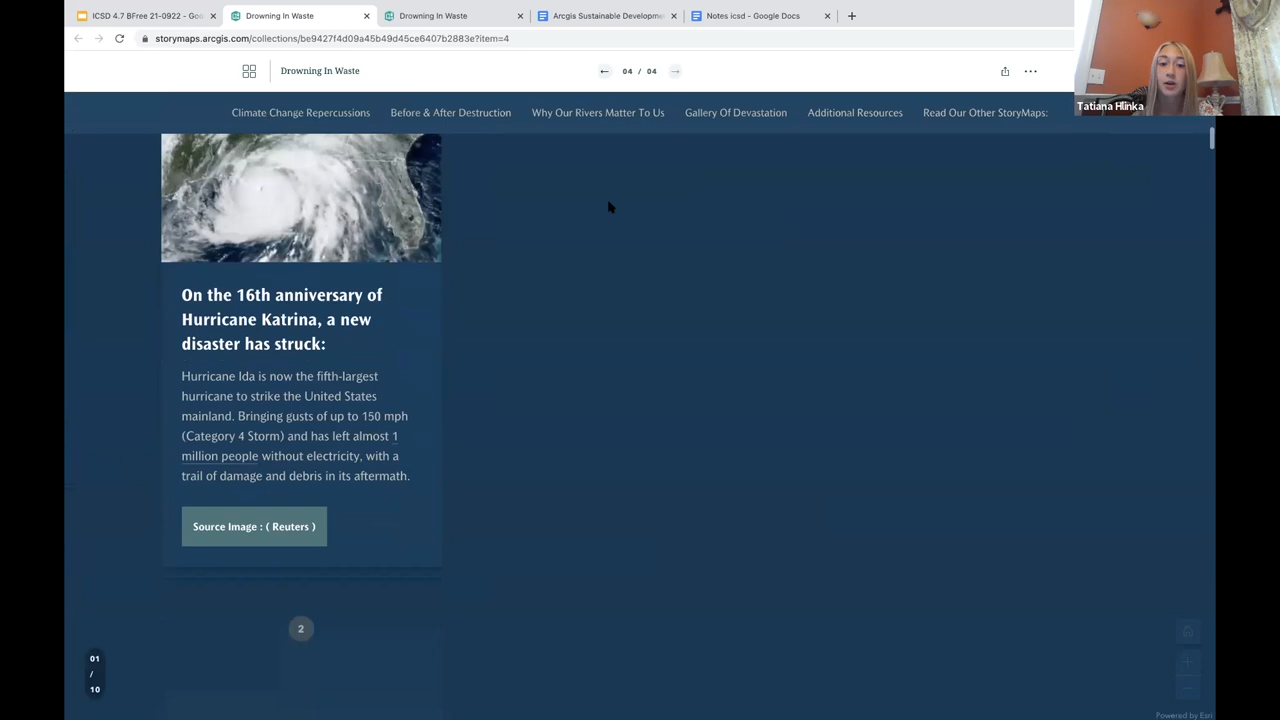 ICSD 4.7 BFree 21-0922 - Goo
Drowning In Waste
Drowning In Waste
Arcgis Sustainable Developme
Notes icsd - Google Docs
storymaps.arcgis.com/collections/be9427f4d09a45b49d45ce6407b2883e?item=4
Drowning In Waste
04 / 04
Tatiana Hlinka
Climate Change Repercussions
Before & After Destruction
Why Our Rivers Matter To Us
Gallery Of Devastation
Additional Resources
Read Our Other StoryMaps:
On the 16th anniversary of
Hurricane Katrina, a new
disaster has struck:
Hurricane Ida is now the fifth-largest
hurricane to strike the United States
mainland. Bringing gusts of up to 150 mph
(Category 4 Storm) and has left almost 1
million people without electricity, with a
trail of damage and debris in its aftermath.
Source Image : ( Reuters )
2
01
/
10
Powered by Esri